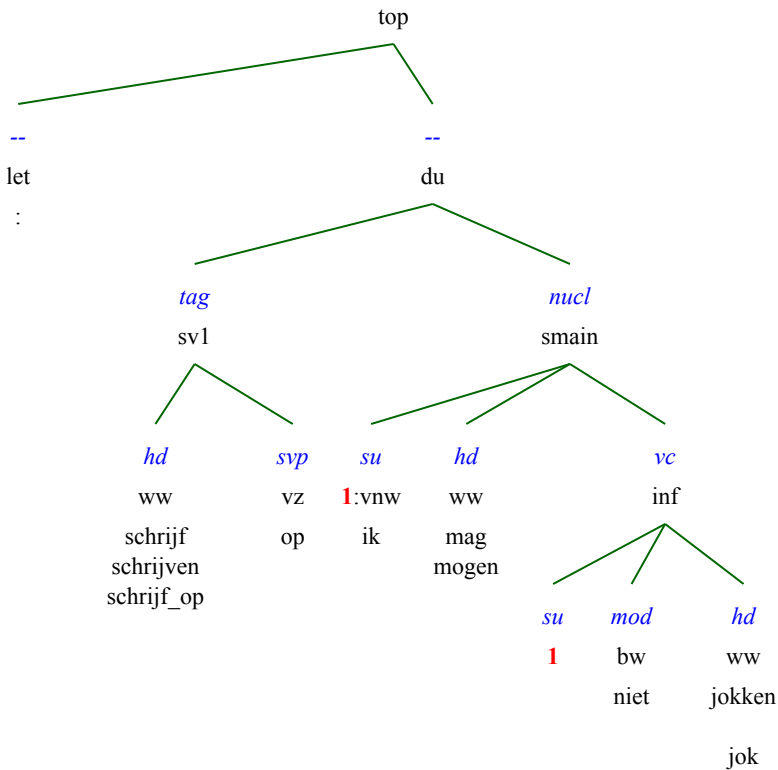 top
-- --
let du
:
tag nucl
sv1 smain
hd svp su hd vc
ww vz 1:vnw ww inf
schrijf op ik mag
schrijven mogen
schrijf_op
su mod hd
1 bw ww
niet jokken
jok